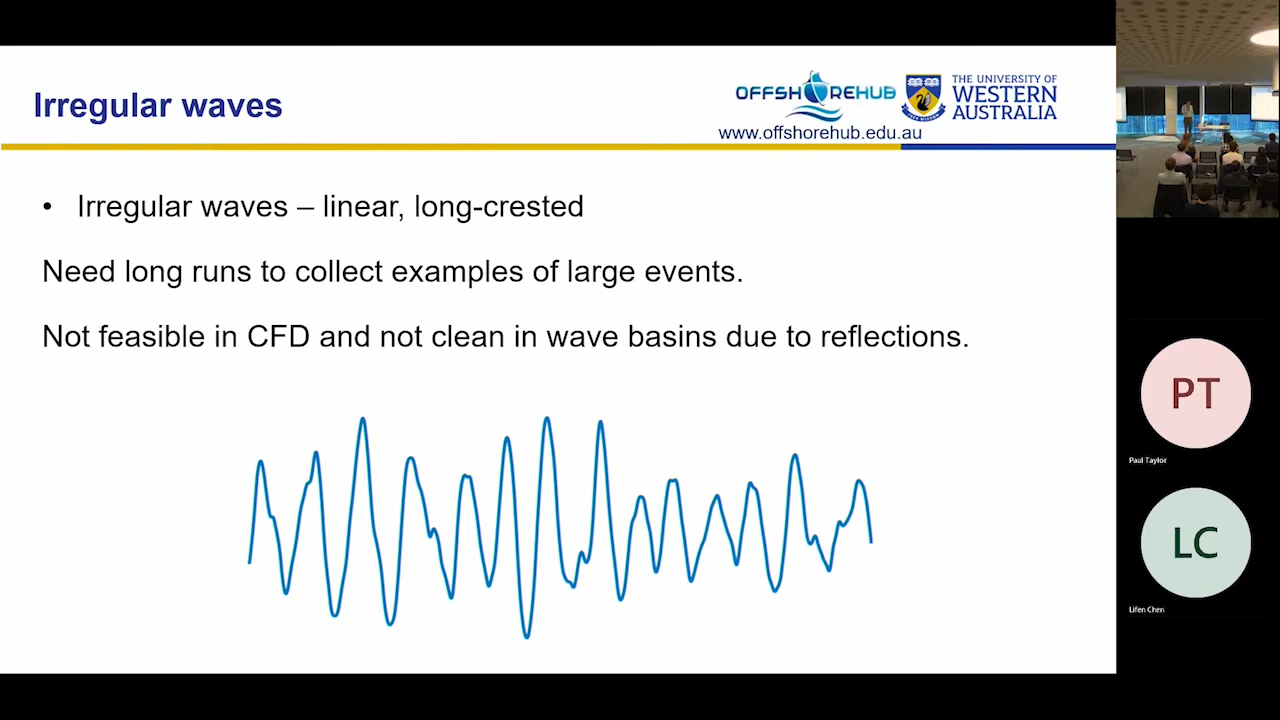 Irregular waves
OFFSHOREHUB
www.offshorehub.edu.au
THE UNIVERSITY OF
WESTERN
AUSTRALIA
• Irregular waves – linear, long-crested
Need long runs to collect examples of large events.
Not feasible in CFD and not clean in wave basins due to reflections.
PT
Paul Taylor
LC
Lifen Chen